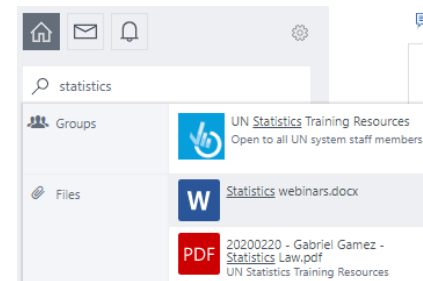 statistics
Groups
UN Statistics Training Resources
Open to all UN system staff members
Files
W
Statistics webinars.docx
PDF
20200220 - Gabriel Gamez -
Statistics Law.pdf
UN Statistics Training Resources